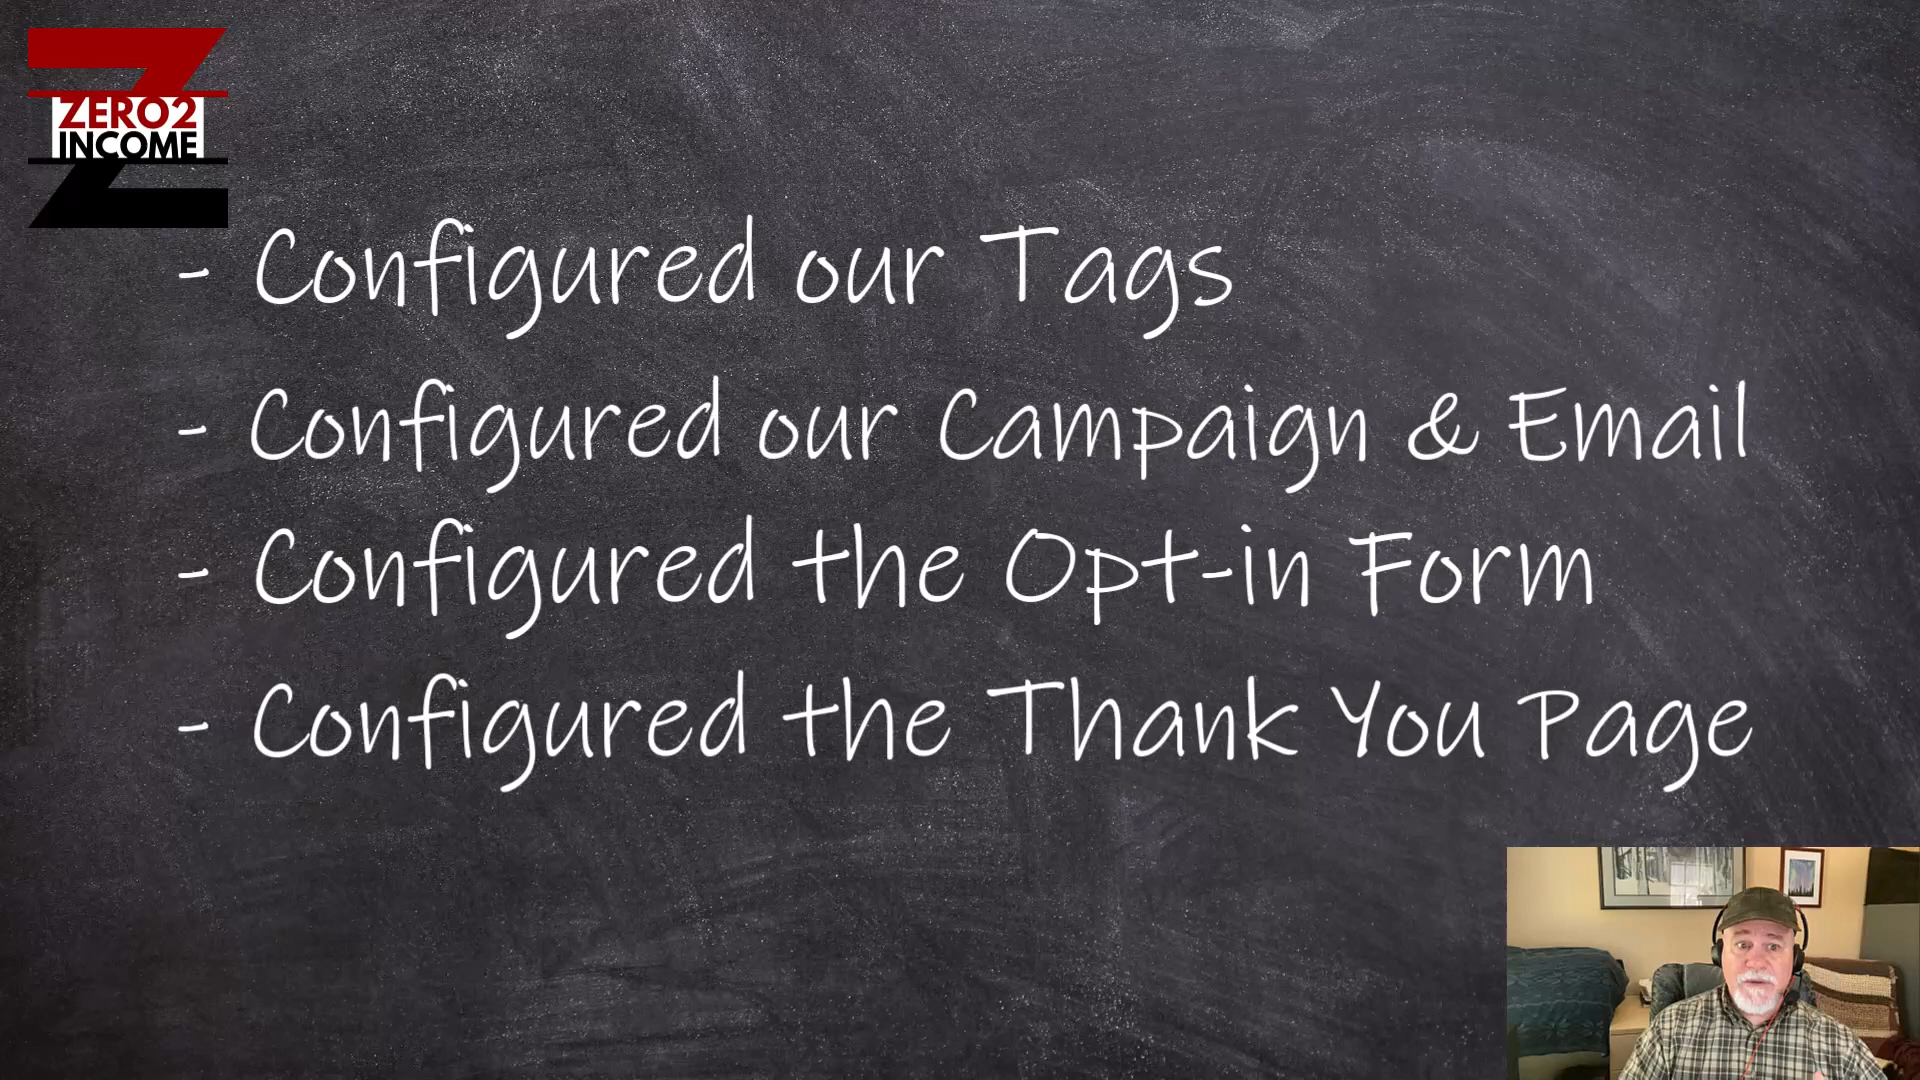 ZERO2
INCOME
- Configured our Tags
- Configured our Campaign & Email
- Configured the Opt-in Form
- Configured the Thank You Page